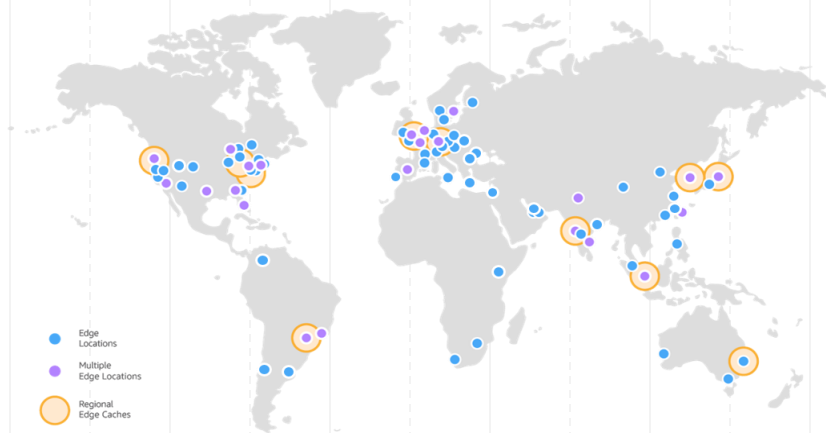 Edge
Locations
Multiple
Edge Locations
Regional
Edge Caches